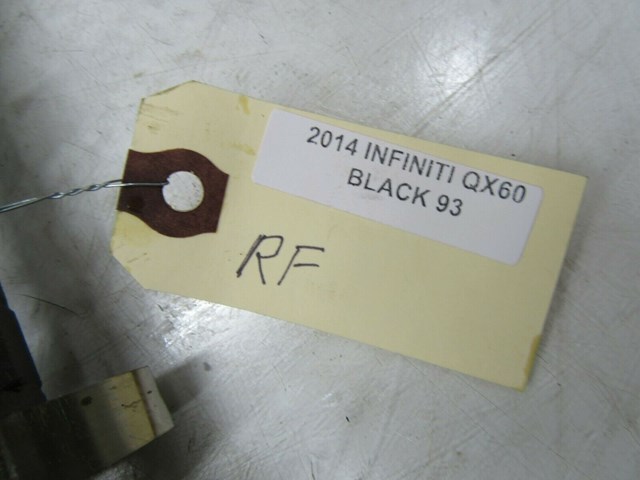 2014 INFINITI QX60
BLACK 93
RF